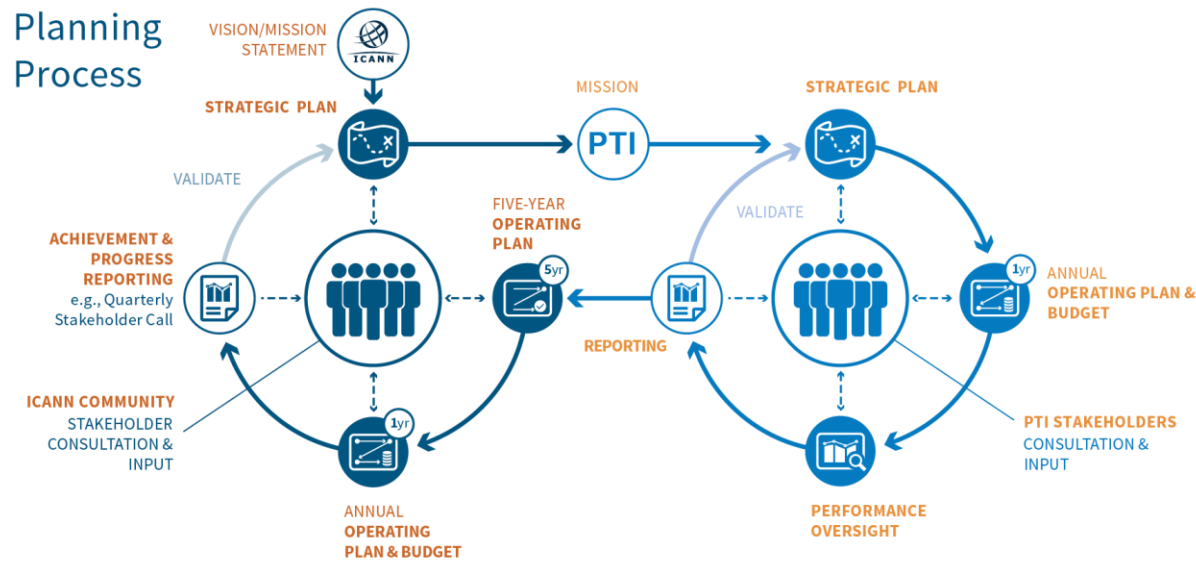 Planning
Process
VISION/MISSION
STATEMENT
ICANN
STRATEGIC PLAN
MISSION
PTI
STRATEGIC PLAN
VALIDATE
VALIDATE
FIVE-YEAR
OPERATING
PLAN
5yr
ACHIEVEMENT &
PROGRESS
REPORTING
e.g., Quarterly
Stakeholder Call
1yr
ANNUAL
OPERATING PLAN &
BUDGET
REPORTING
ICANN COMMUNITY
STAKEHOLDER
CONSULTATION &
INPUT
1yr
PTI STAKEHOLDERS
CONSULTATION &
INPUT
ANNUAL
OPERATING
PLAN & BUDGET
PERFORMANCE
OVERSIGHT